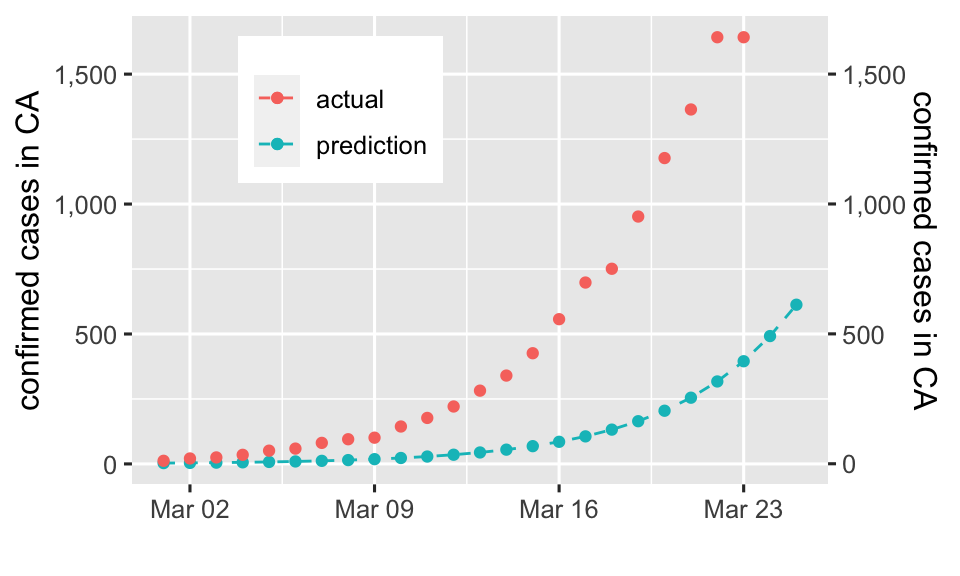 confirmed cases in CA
1,500
1,000
500
0
actual
prediction
1,500
1,000
500
0
confirmed cases in CA
Mar 02
Mar 09
Mar 16
Mar 23